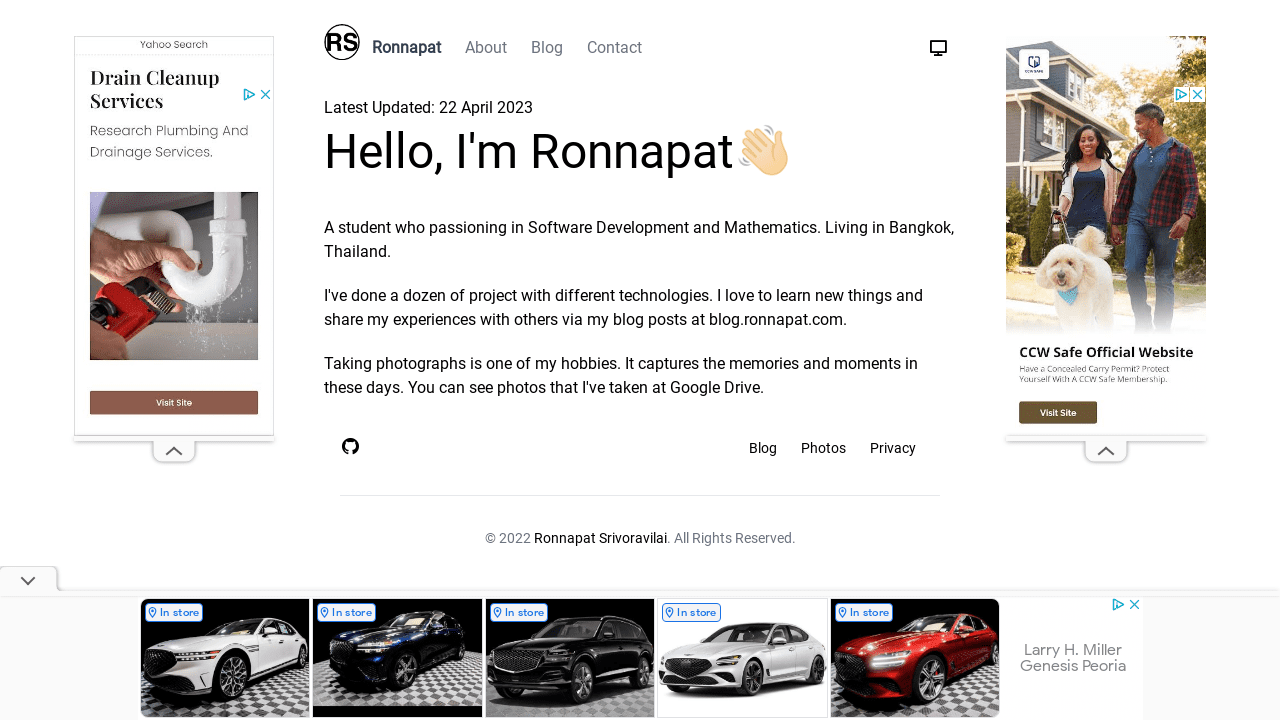 RS
Ronnapat About Blog Contact
Latest Updated: 22 April 2023
Hello, I'm Ronnapat
A student who passioning in Software Development and Mathematics. Living in Bangkok,
Thailand.
I've done a dozen of project with different technologies. I love to learn new things and
share my experiences with others via my blog posts at blog.ronnapat.com.
Taking photographs is one of my hobbies. It captures the memories and moments in
these days. You can see photos that I've taken at Google Drive.
Blog Photos Privacy
© 2022 Ronnapat Srivoravilai. All Rights Reserved.
Yahoo Search
Drain Cleanup
Services
Research Plumbing And
Drainage Services.
Visit Site
CCW SAFE
CCW Safe Official Website
Have a Concealed Carry Permit? Protect
Yourself With A CCW Safe Membership.
Visit Site
In store
In store
In store
In store
In store
Larry H. Miller
Genesis Peoria